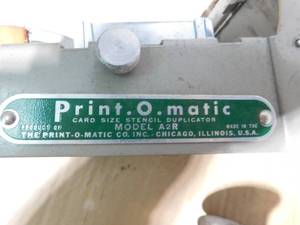 Print.O.matic
CARD SIZE STENCIL DUPLICATOR
PRODUCT OF MODEL A2R MADE IN THE
THE PRINT-O-MATIC CO. INC.-CHICAGO, ILLINOIS, U.S.A.